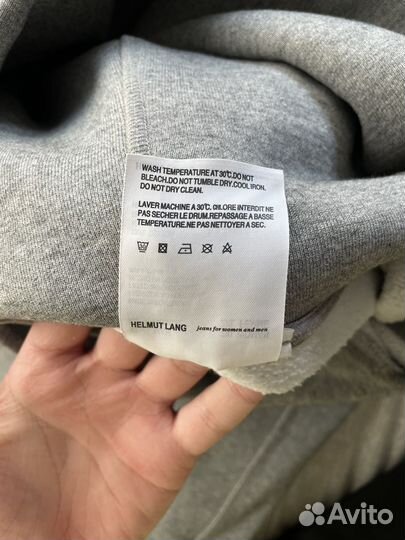 WASH TEMPERATURE AT 30℃.DO NOT
BLEACH.DO NOT TUMBLE DRY.COOL IRON.
DO NOT DRY CLEAN.
LAVER MACHINE A 30℃. CHLORE INTERDIT NE
PAS SECHER LE DRUM.REPASSAGE A BASSE
TEMPERATURE.NE PAS NETTOYER A SEC.
HELMUT LANG jeans for women and men
Avito